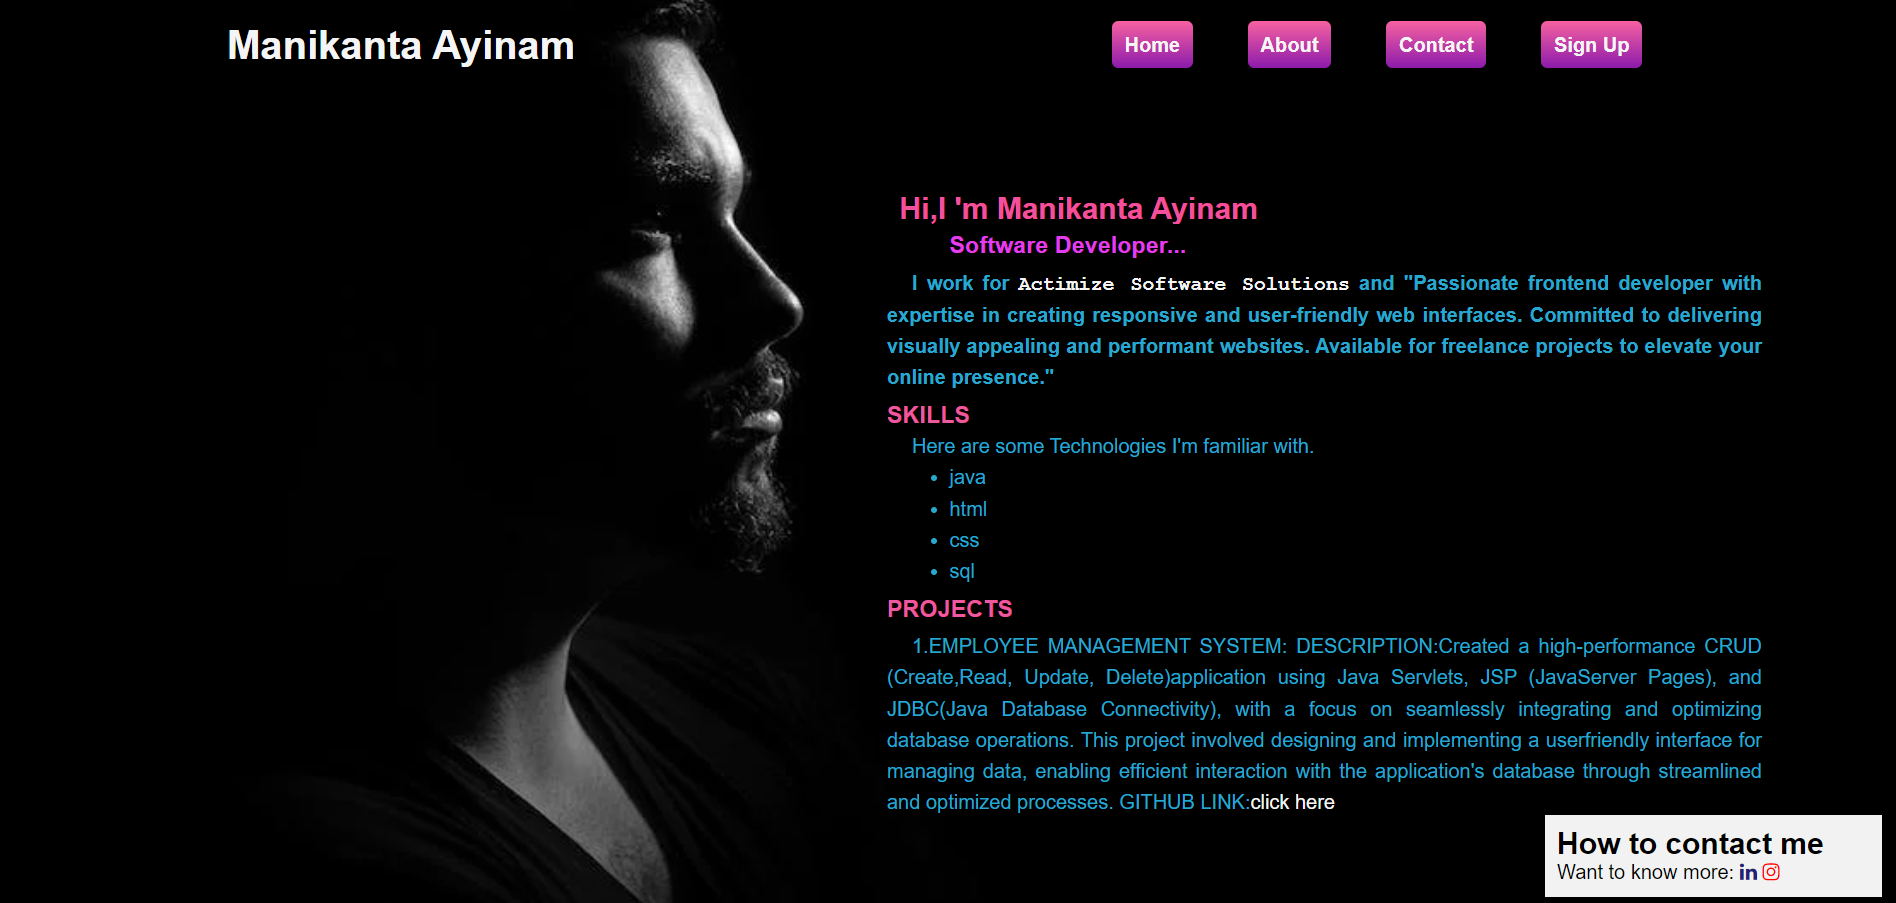 Manikanta Ayinam
Home About Contact Sign Up
Hi,I 'm Manikanta Ayinam
Software Developer...
I work for Actimize Software Solutions and "Passionate frontend developer with
expertise in creating responsive and user-friendly web interfaces. Committed to delivering
visually appealing and performant websites. Available for freelance projects to elevate your
online presence."
SKILLS
Here are some Technologies I'm familiar with.
• java
• html
• css
• sql
PROJECTS
1.EMPLOYEE MANAGEMENT SYSTEM: DESCRIPTION:Created a high-performance CRUD
(Create,Read, Update, Delete)application using Java Servlets, JSP (JavaServer Pages), and
JDBC(Java Database Connectivity), with a focus on seamlessly integrating and optimizing
database operations. This project involved designing and implementing a userfriendly interface for
managing data, enabling efficient interaction with the application's database through streamlined
and optimized processes. GITHUB LINK:click here
How to contact me
Want to know more: in